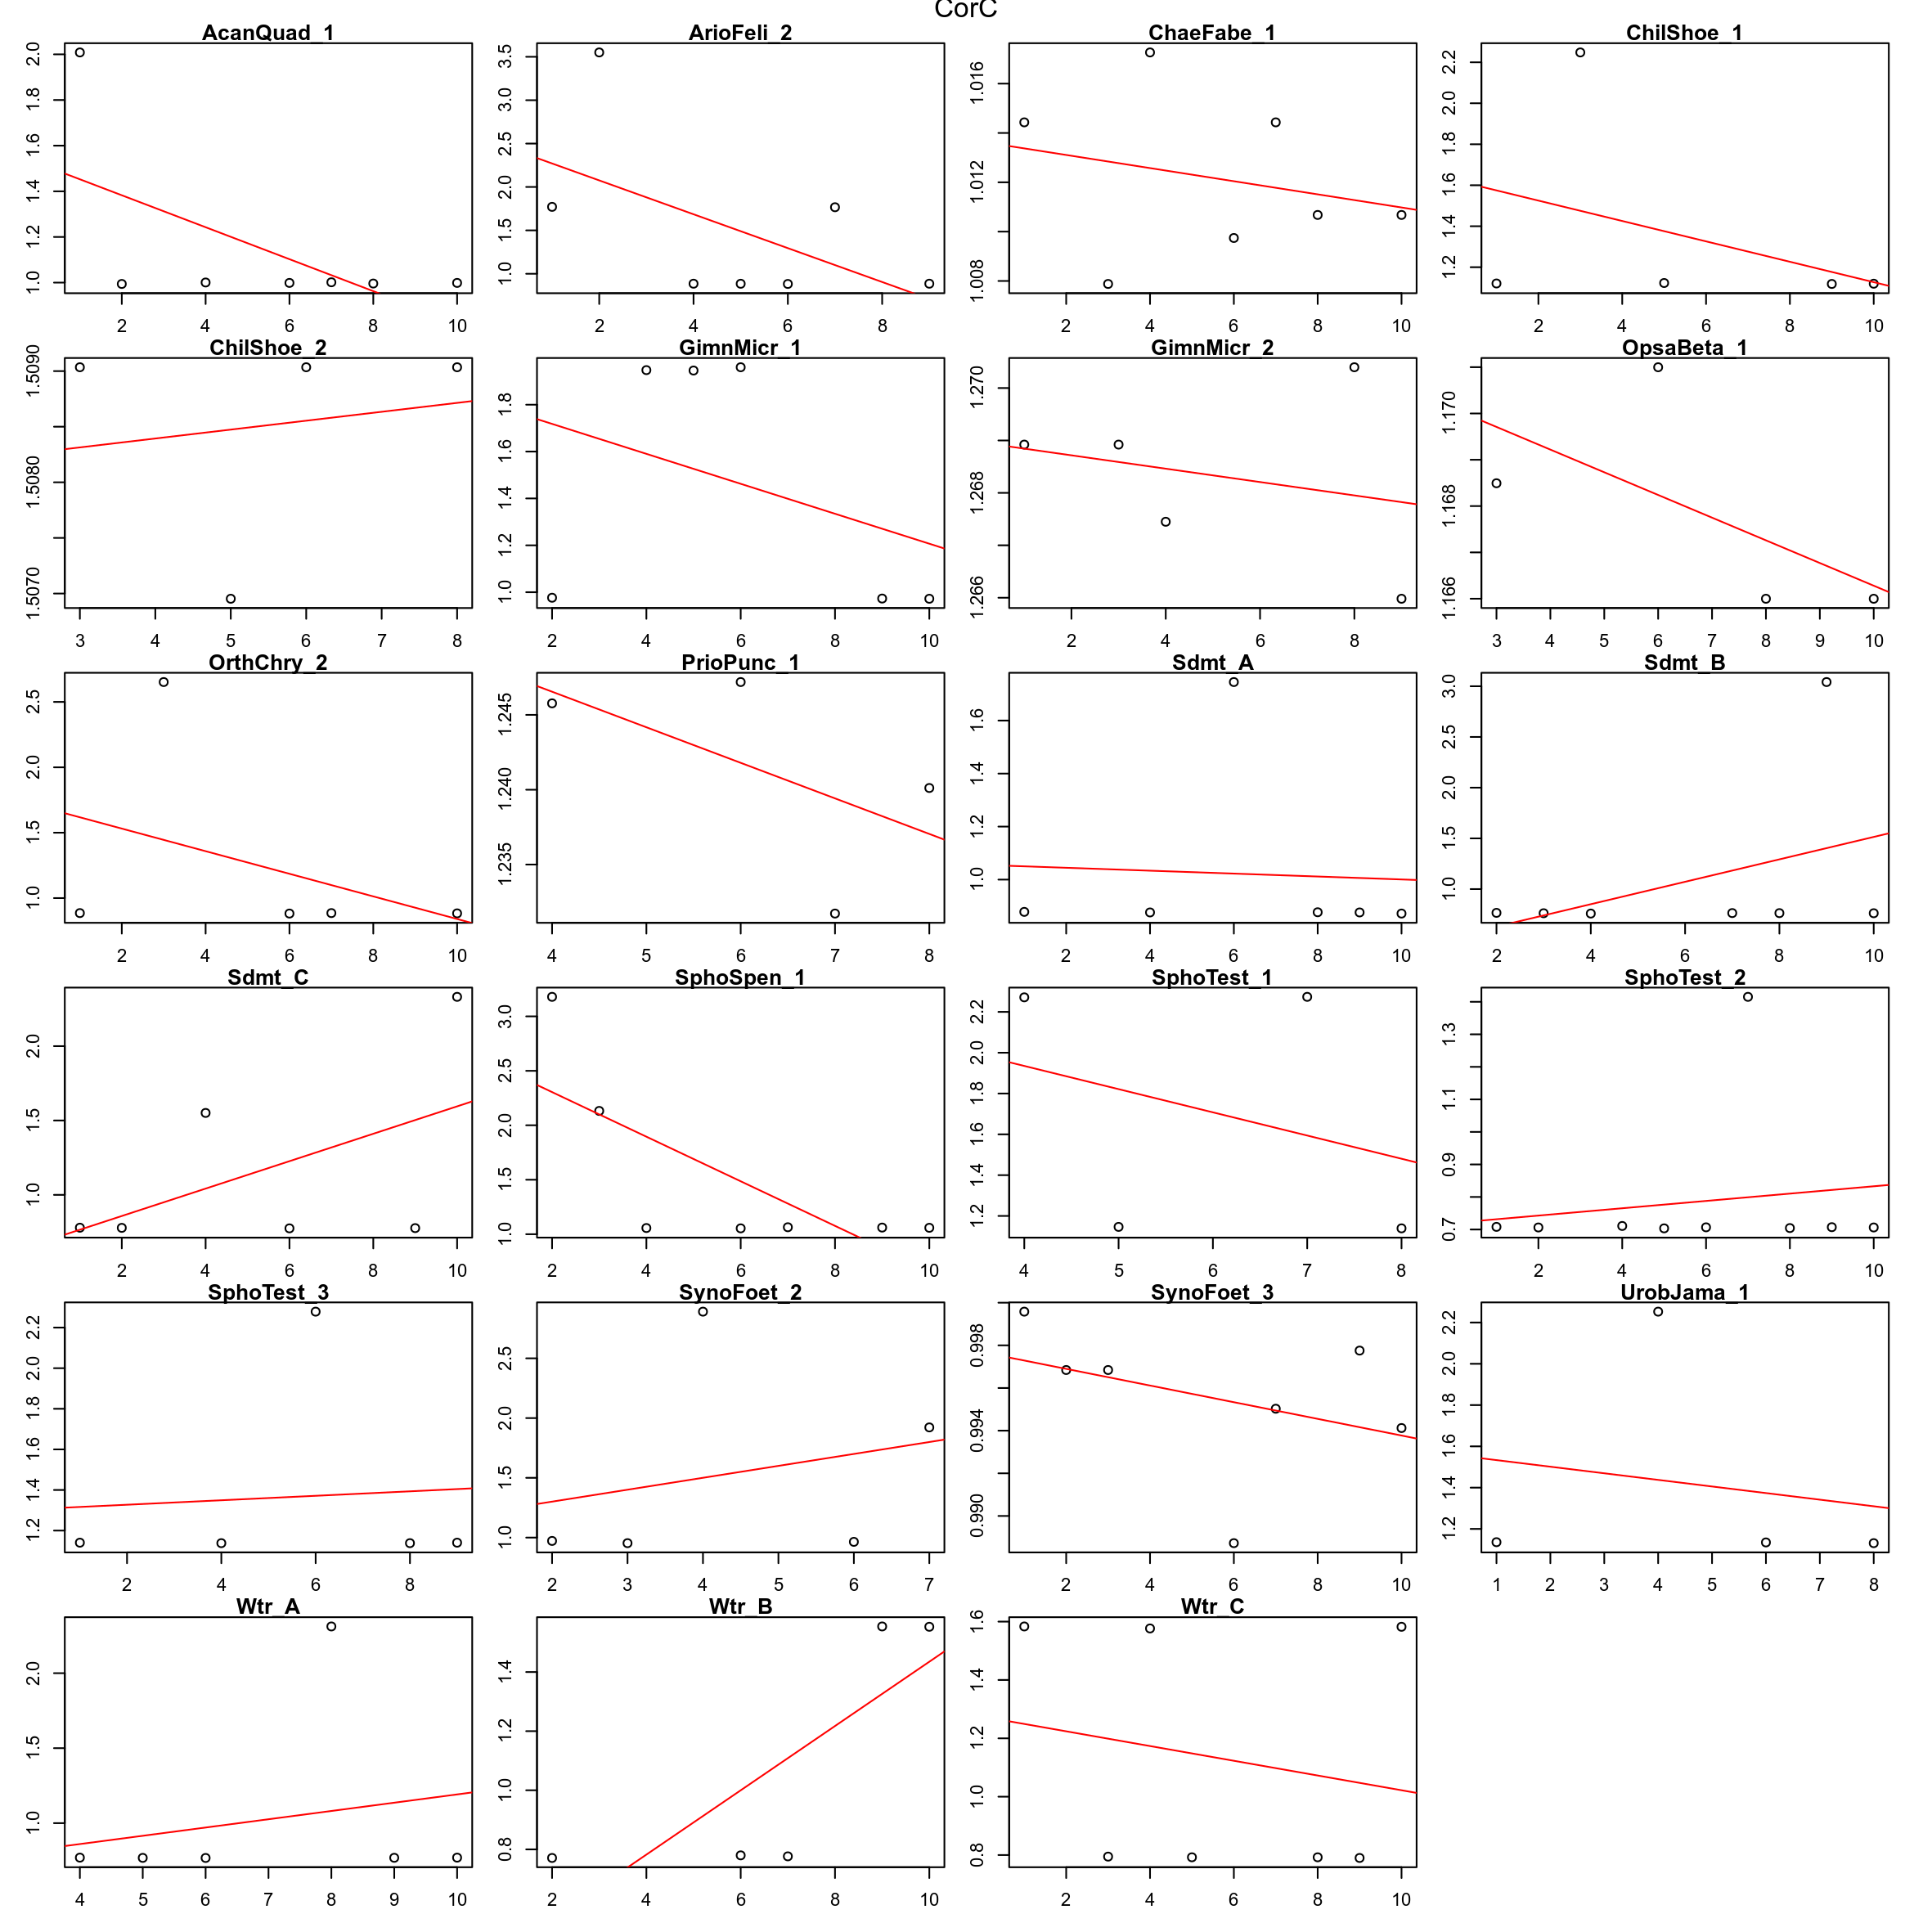 CorC
AcanQuad_1 ArioFeli_2 ChaeFabe_1 ChilShoe_1
1.0 1.2 1.4 1.6 1.8 2.0 1.0 1.5 2.0 2.5 3.0 3.5 1.008 1.012 1.016 1.2 1.4 1.6 1.8 2.0 2.2
2 4 6 8 10 2 4 6 8 2 4 6 8 10 2 4 6 8 10
ChilShoe_2 GimnMicr_1 GimnMicr_2 OpsaBeta_1
1.5070 1.5080 1.5090 1.0 1.2 1.4 1.6 1.8 1.266 1.268 1.270 1.166 1.168 1.170
3 4 5 6 7 8 2 4 6 8 10 2 4 6 8 3 4 5 6 7 8 9 10
OrthChry_2 PrioPunc_1 Sdmt_A Sdmt_B
1.0 1.5 2.0 2.5 1.235 1.240 1.245 1.0 1.2 1.4 1.6 1.0 1.5 2.0 2.5 3.0
2 4 6 8 10 4 5 6 7 8 2 4 6 8 10 2 4 6 8 10
Sdmt_C SphoSpen_1 SphoTest_1 SphoTest_2
1.0 1.5 2.0 1.0 1.5 2.0 2.5 3.0 1.2 1.4 1.6 1.8 2.0 2.2 0.7 0.9 1.1 1.3
2 4 6 8 10 2 4 6 8 10 4 5 6 7 8 2 4 6 8 10
SphoTest_3 SynoFoet_2 SynoFoet_3 UrobJama_1
1.2 1.4 1.6 1.8 2.0 2.2 1.0 1.5 2.0 2.5 0.990 0.994 0.998 1.2 1.4 1.6 1.8 2.0 2.2
2 4 6 8 2 3 4 5 6 7 2 4 6 8 10 1 2 3 4 5 6 7 8
Wtr_A Wtr_B Wtr_C
1.0 1.5 2.0 0.8 1.0 1.2 1.4 0.8 1.0 1.2 1.4 1.6
4 5 6 7 8 9 10 2 4 6 8 10 2 4 6 8 10